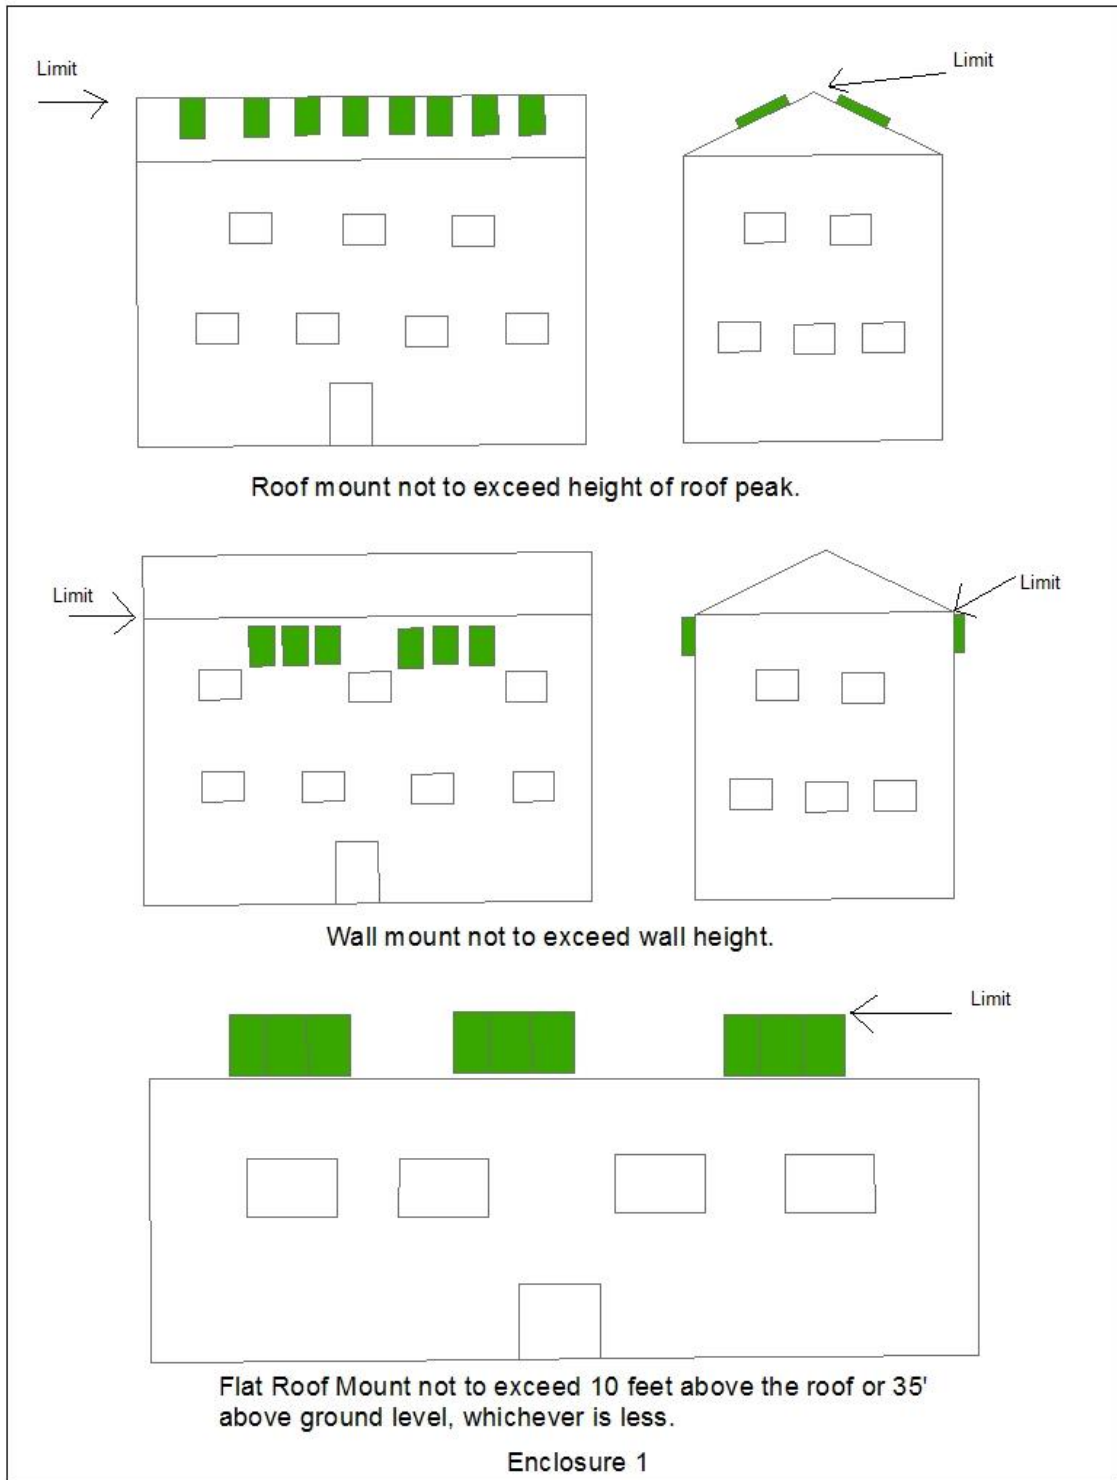 Limit
Limit
Roof mount not to exceed height of roof peak.
Limit
Limit
Wall mount not to exceed wall height.
Limit
Flat Roof Mount not to exceed 10 feet above the roof or 35'
above ground level, whichever is less.
Enclosure 1